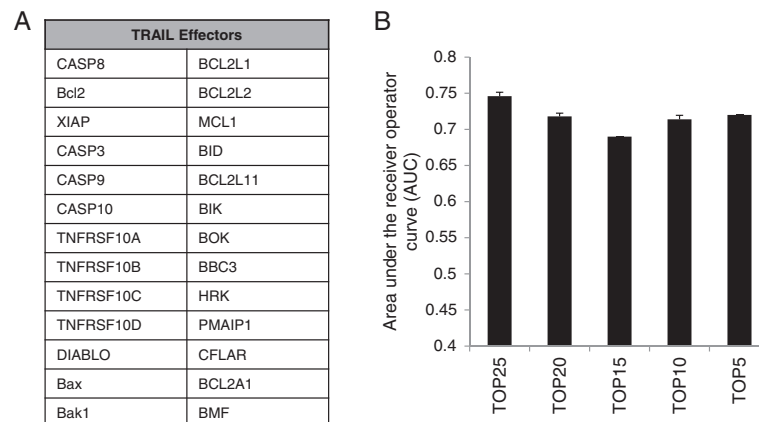 A
TRAIL Effectors
CASP8 BCL2L1
Bcl2 BCL2L2
XIAP MCL1
CASP3 BID
CASP9 BCL2L11
CASP10 BIK
TNFRSF10A BOK
TNFRSF10B BBC3
TNFRSF10C HRK
TNFRSF10D PMAIP1
DIABLO CFLAR
Bax BCL2A1
Bak1 BMF
B
Area under the receiver operator
curve (AUC)
0.8
0.75
0.7
0.65
0.6
0.55
0.5
0.45
0.4
TOP25
TOP20
TOP15
TOP10
TOP5